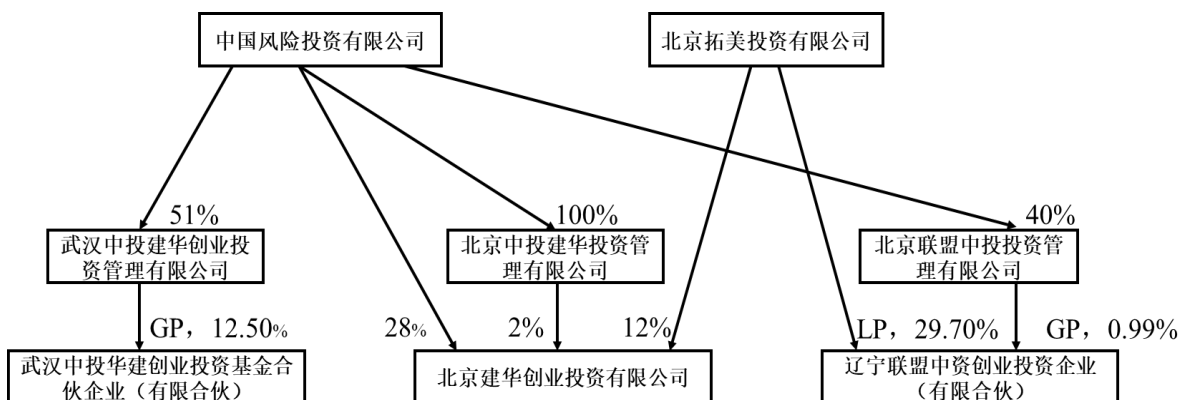 中国风险投资有限公司
北京拓美投资有限公司
51%
100%
40%
武汉中投建华创业投
资管理有限公司
北京中投建华投资管
理有限公司
北京联盟中投投资管
理有限公司
GP，12.50%
28%
2%
12%
LP，29.70%
GP，0.99%
武汉中投华建创业投资基金合
伙企业（有限合伙）
北京建华创业投资有限公司
辽宁联盟中资创业投资企业
（有限合伙）